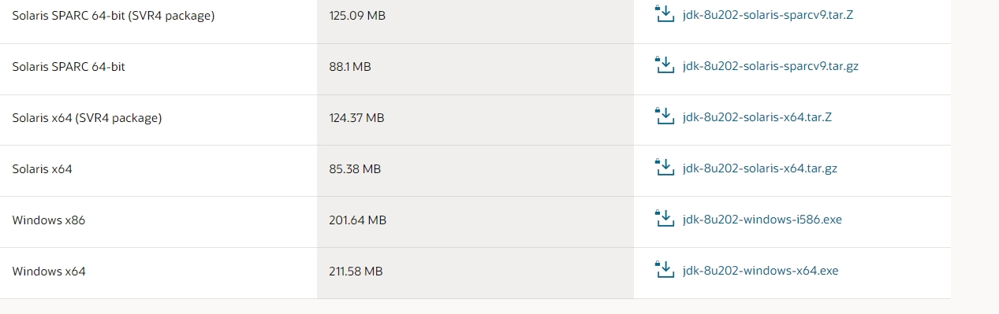 Solaris SPARC 64-bit (SVR4 package) 125.09 MB jdk-8u202-solaris-sparcv9.tar.Z
Solaris SPARC 64-bit 88.1 MB jdk-8u202-solaris-sparcv9.tar.gz
Solaris x64 (SVR4 package) 124.37 MB jdk-8u202-solaris-x64.tar.Z
Solaris x64 85.38 MB jdk-8u202-solaris-x64.tar.gz
Windows x86 201.64 MB jdk-8u202-windows-i586.exe
Windows x64 211.58 MB jdk-8u202-windows-x64.exe